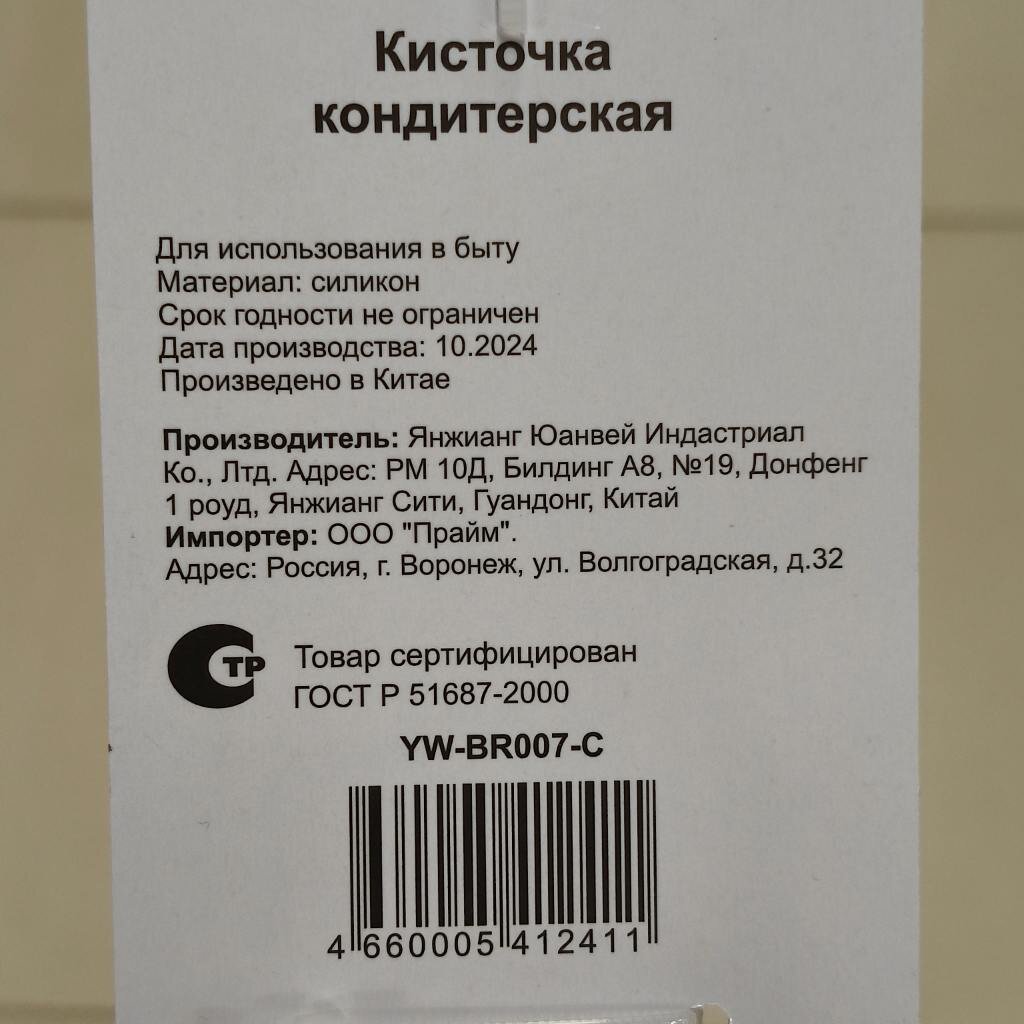 Кисточка
кондитерская
Для использования в быту
Материал: силикон
Срок годности не ограничен
Дата производства: 10.2024
Произведено в Китае
Производитель: Янжианг Юанвей Индастриал
Ко., Лтд. Адрес: РМ 10Д, Билдинг А8, №19, Донфенг
1 роуд, Янжианг Сити, Гуандонг, Китай
Импортер: ООО "Прайм".
Адрес: Россия, г. Воронеж, ул. Волгоградская, д.32
СТР
Товар сертифицирован
ГОСТ Р 51687-2000
YW-BR007-C
4 660005 412411